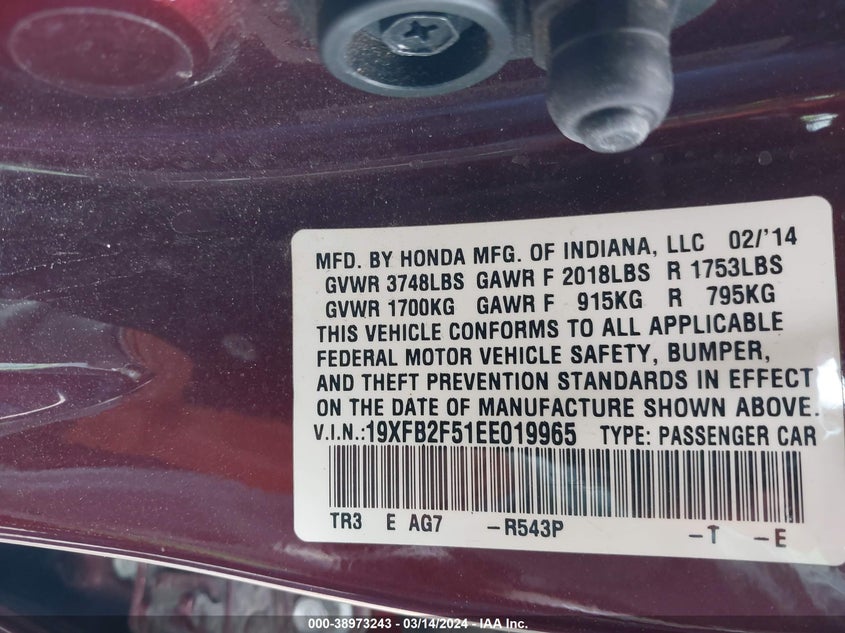 MFD. BY HONDA MFG. OF INDIANA, LLC 02/'14
GVWR 3748LBS GAWR F 2018LBS R 1753LBS
GVWR 1700KG GAWR F 915KG R 795KG
THIS VEHICLE CONFORMS TO ALL APPLICABLE
FEDERAL MOTOR VEHICLE SAFETY, BUMPER,
AND THEFT PREVENTION STANDARDS IN EFFECT
ON THE DATE OF MANUFACTURE SHOWN ABOVE.
V.I.N.:19XFB2F51EE019965 TYPE: PASSENGER CAR
TR3 E AG7 -R543P -T -E
000-38973243 - 03/14/2024 - IAA Inc.